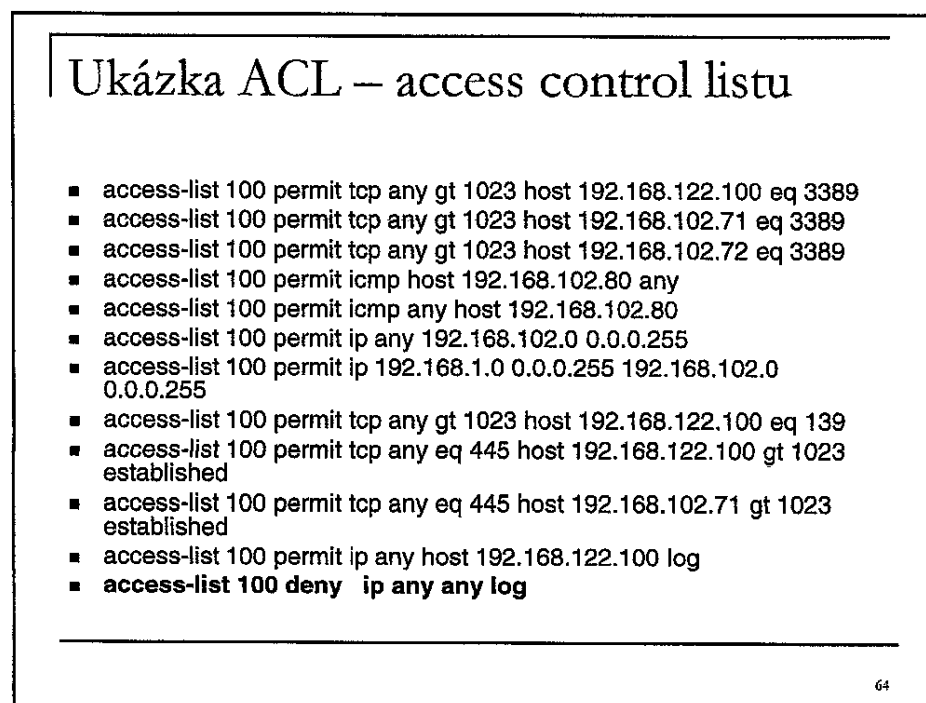 Ukázka ACL – access control listu
▪ access-list 100 permit tcp any gt 1023 host 192.168.122.100 eq 3389
▪ access-list 100 permit tcp any gt 1023 host 192.168.102.71 eq 3389
▪ access-list 100 permit tcp any gt 1023 host 192.168.102.72 eq 3389
▪ access-list 100 permit icmp host 192.168.102.80 any
▪ access-list 100 permit icmp any host 192.168.102.80
▪ access-list 100 permit ip any 192.168.102.0 0.0.0.255
▪ access-list 100 permit ip 192.168.1.0 0.0.0.255 192.168.102.0
0.0.0.255
▪ access-list 100 permit tcp any gt 1023 host 192.168.122.100 eq 139
▪ access-list 100 permit tcp any eq 445 host 192.168.122.100 gt 1023
established
▪ access-list 100 permit tcp any eq 445 host 192.168.102.71 gt 1023
established
▪ access-list 100 permit ip any host 192.168.122.100 log
▪ access-list 100 deny ip any any log
64